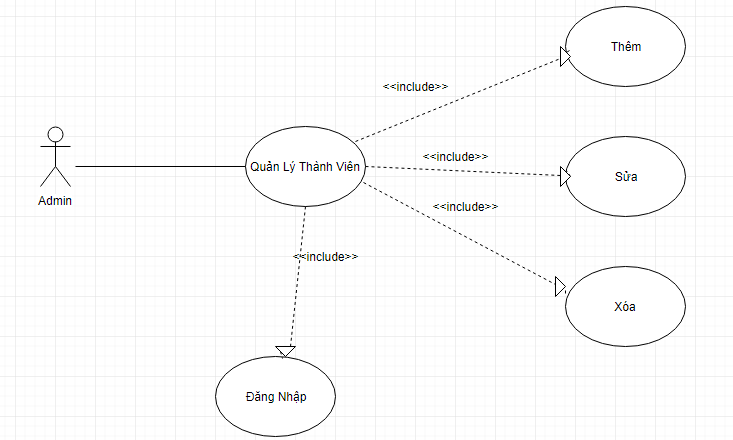 Thêm
<<include>>
<<include>>
Quản Lý Thành Viên
Sửa
Admin
<<include>>
<<include>>
Xóa
Đăng Nhập